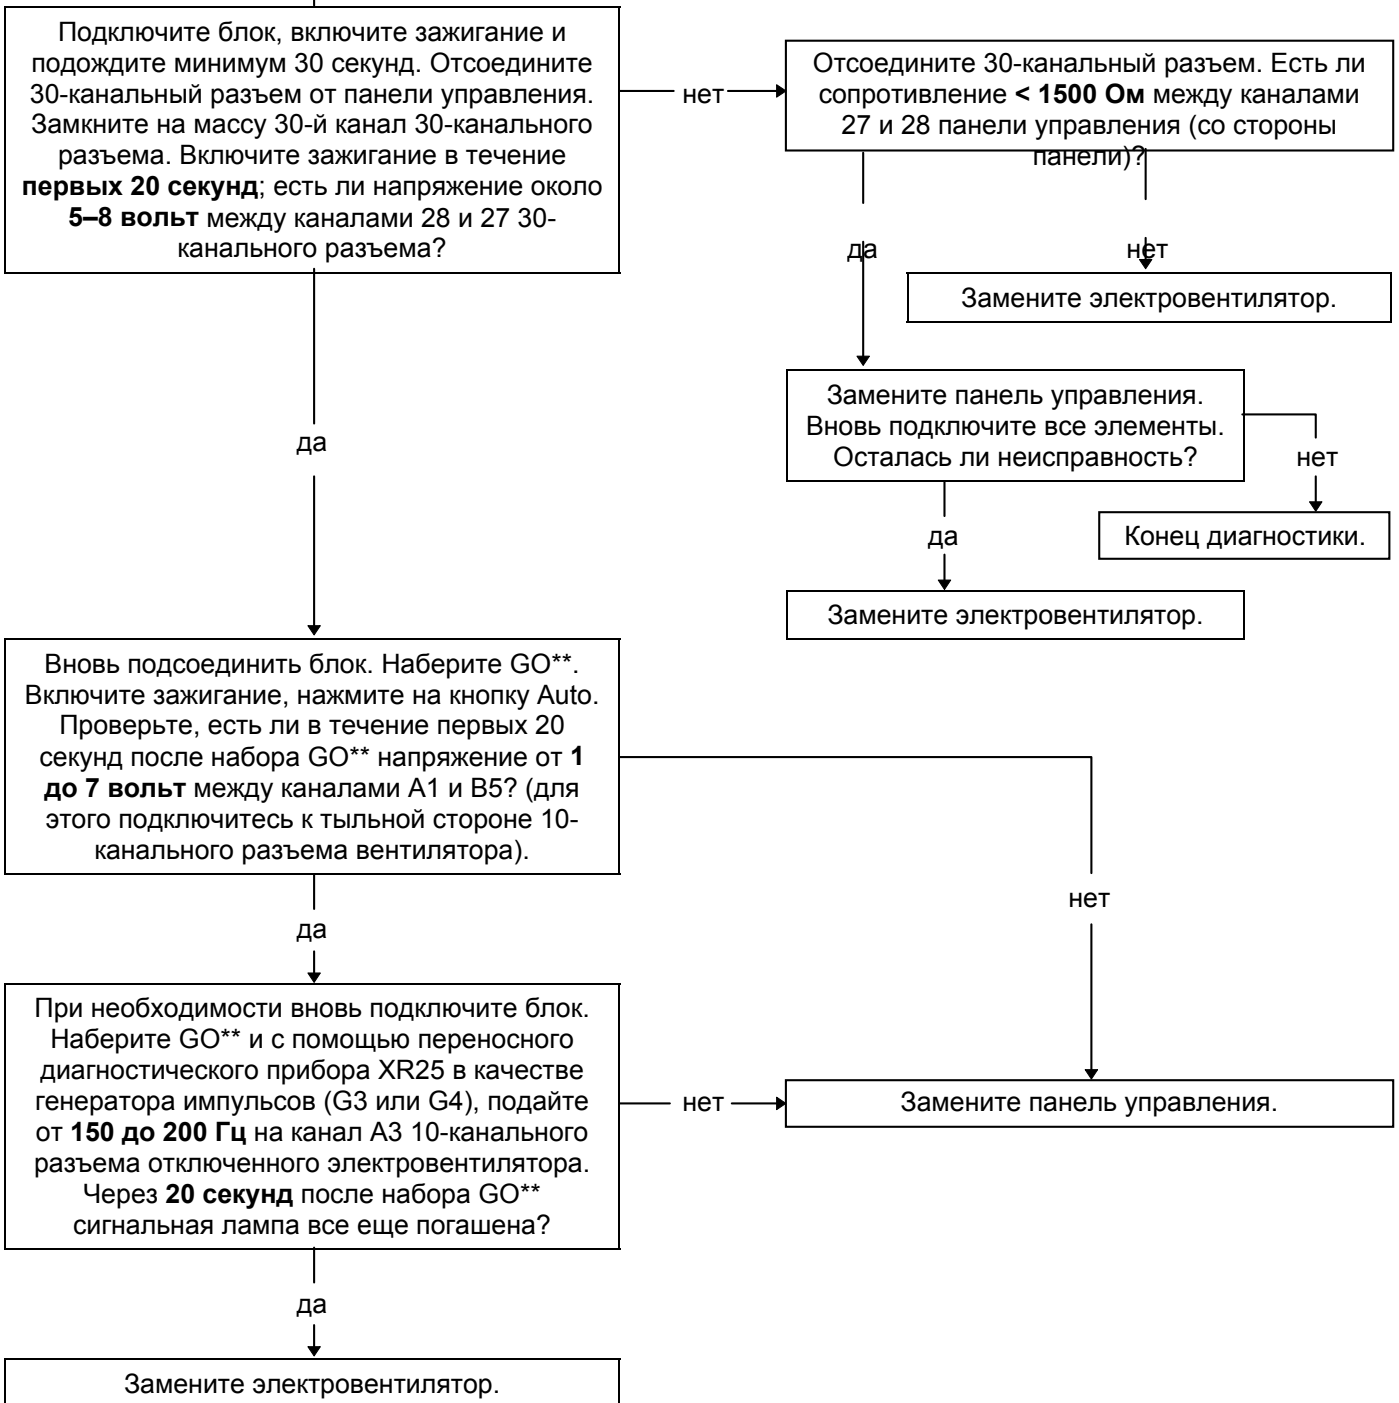 Подключите блок, включите зажигание и
подождите минимум 30 секунд. Отсоедините
30-канальный разъем от панели управления.
Замкните на массу 30-й канал 30-канального
разъема. Включите зажигание в течение
первых 20 секунд; есть ли напряжение около
5–8 вольт между каналами 28 и 27 30-
канального разъема?
нет
Отсоедините 30-канальный разъем. Есть ли
сопротивление < 1500 Ом между каналами
27 и 28 панели управления (со стороны
панели)?
да
нет
Замените электровентилятор.
Замените панель управления.
Вновь подключите все элементы.
Осталась ли неисправность?
нет
да
Конец диагностики.
Замените электровентилятор.
да
Вновь подсоединить блок. Наберите GO**.
Включите зажигание, нажмите на кнопку Auto.
Проверьте, есть ли в течение первых 20
секунд после набора GO** напряжение от 1
до 7 вольт между каналами A1 и B5? (для
этого подключитесь к тыльной стороне 10-
канального разъема вентилятора).
нет
да
При необходимости вновь подключите блок.
Наберите GO** и с помощью переносного
диагностического прибора XR25 в качестве
генератора импульсов (G3 или G4), подайте
от 150 до 200 Гц на канал A3 10-канального
разъема отключенного электровентилятора.
Через 20 секунд после набора GO**
сигнальная лампа все еще погашена?
нет
Замените панель управления.
да
Замените электровентилятор.